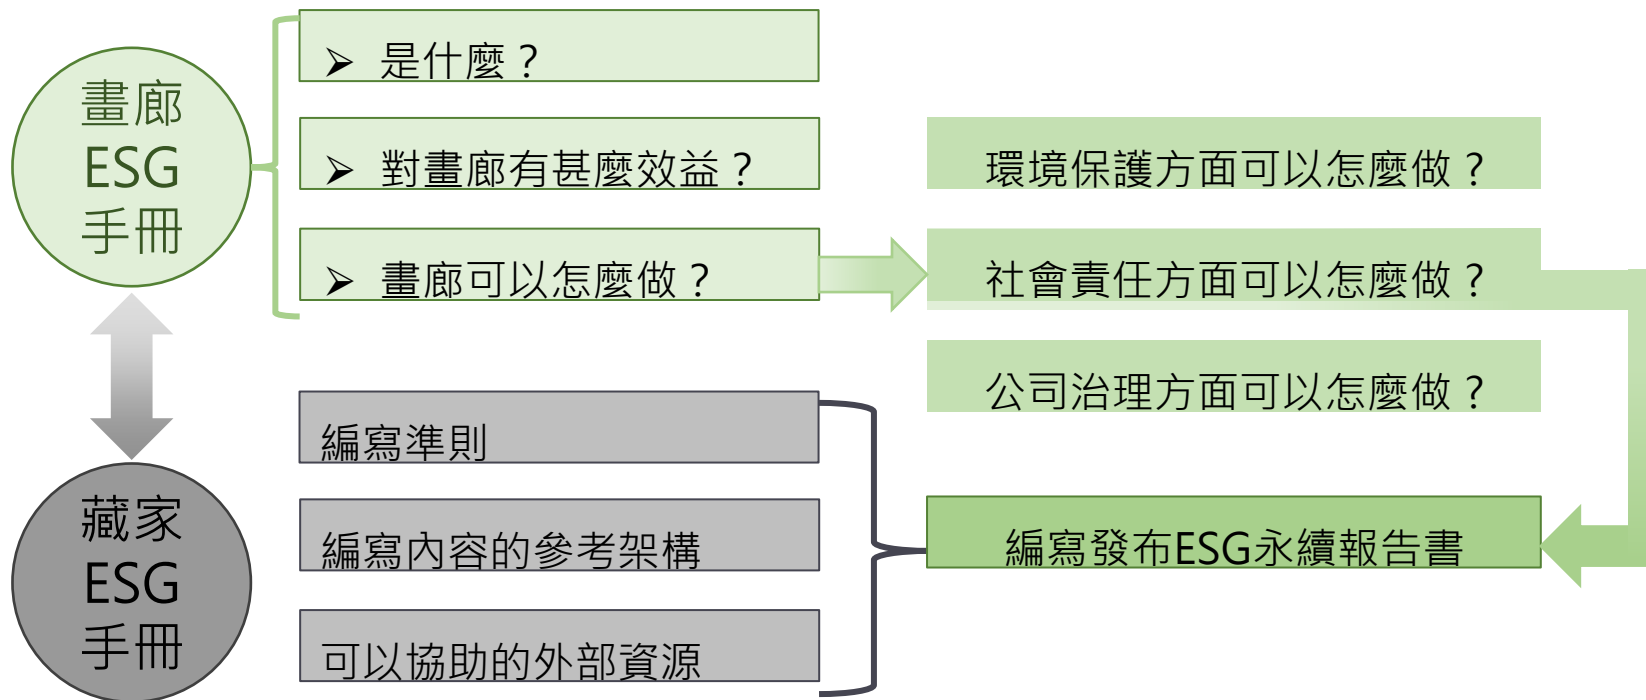 畫廊
ESG
手冊
➢ 是什麼？
➢ 對畫廊有甚麼效益？
➢ 畫廊可以怎麼做？
環境保護方面可以怎麼做？
社會責任方面可以怎麼做？
公司治理方面可以怎麼做？
編寫發布ESG永續報告書
編寫準則
編寫內容的參考架構
可以協助的外部資源
藏家
ESG
手冊